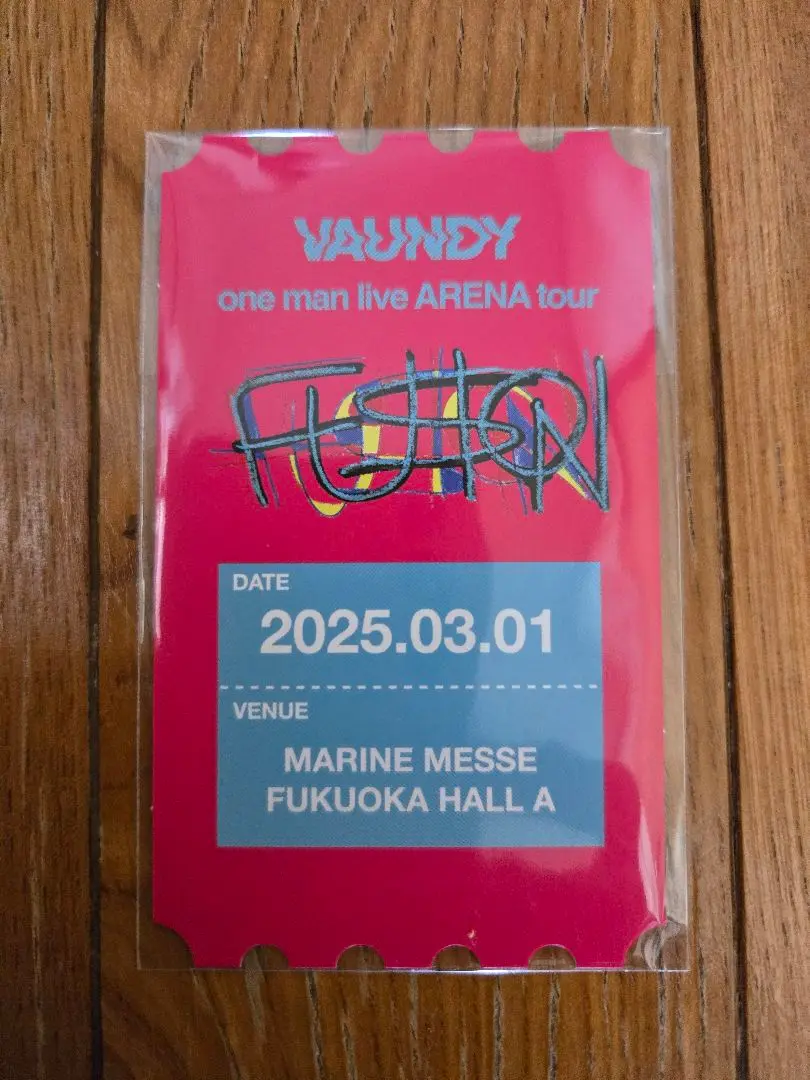 VAUNDY
one man live ARENA tour
FUSION
DATE
2025.03.01
VENUE
MARINE MESSE
FUKUOKA HALL A